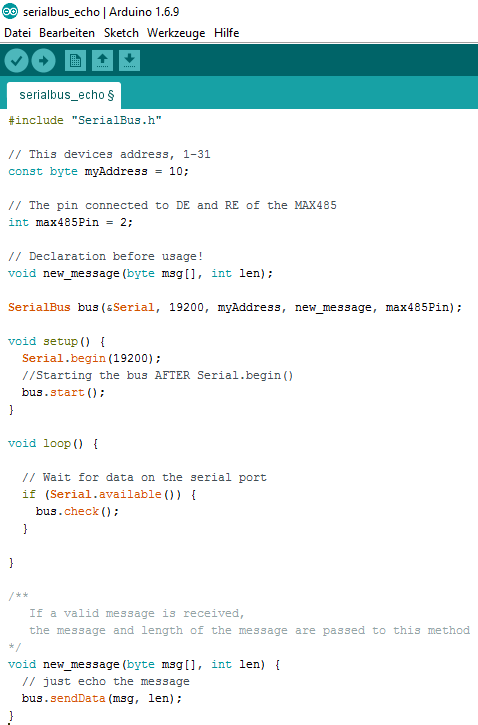 serialbus_echo | Arduino 1.6.9
Datei Bearbeiten Sketch Werkzeuge Hilfe
serialbus_echo §
#include "SerialBus.h"
// This devices address, 1-31
const byte myAddress = 10;
// The pin connected to DE and RE of the MAX485
int max485Pin = 2;
// Declaration before usage!
void new_message(byte msg[], int len);
SerialBus bus(&Serial, 19200, myAddress, new_message, max485Pin);
void setup() {
  Serial.begin(19200);
  //Starting the bus AFTER Serial.begin()
  bus.start();
}
void loop() {
  // Wait for data on the serial port
  if (Serial.available()) {
    bus.check();
  }
}
/**
   If a valid message is received,
   the message and length of the message are passed to this method
*/
void new_message(byte msg[], int len) {
  // just echo the message
  bus.sendData(msg, len);
}